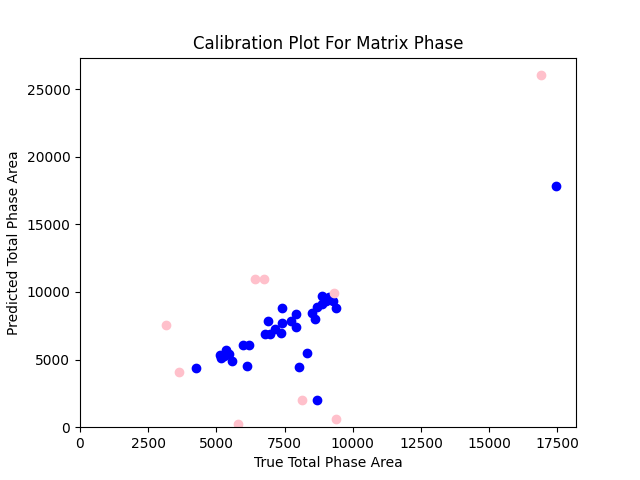 Calibration Plot For Matrix Phase
Predicted Total Phase Area
25000
20000
15000
10000
5000
0
0 2500 5000 7500 10000 12500 15000 17500
True Total Phase Area